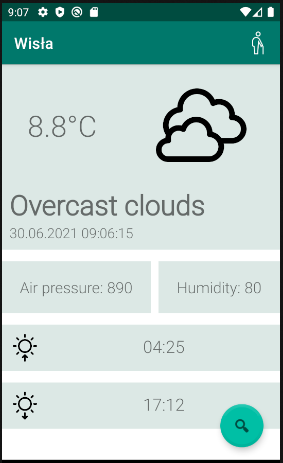 9:07
Wisła
8.8°C
Overcast clouds
30.06.2021 09:06:15
Air pressure: 890
Humidity: 80
04:25
17:12